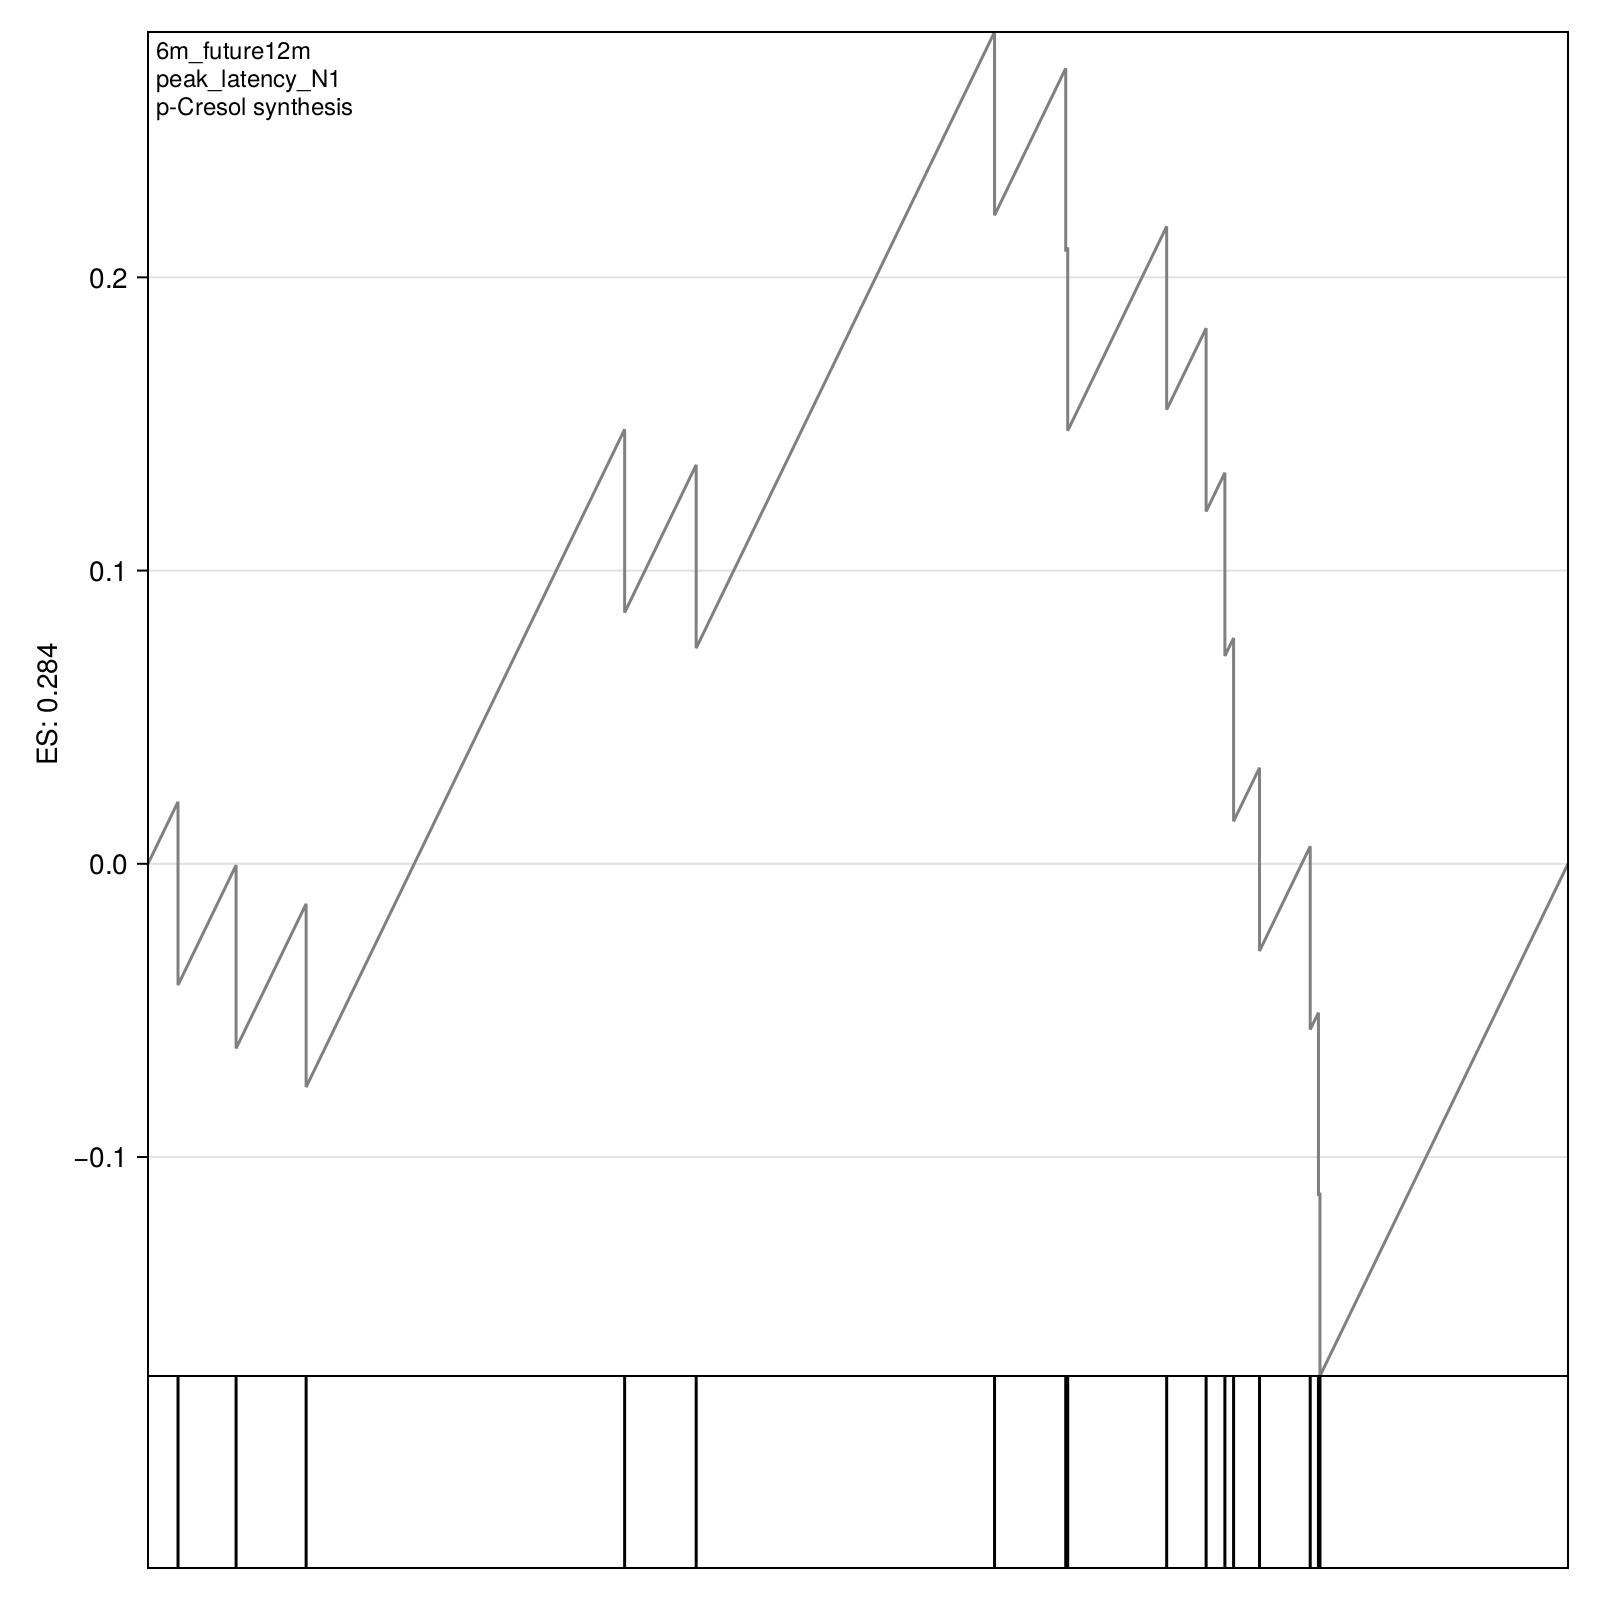 6m_future12m
peak_latency_N1
p-Cresol synthesis
0.2
0.1
0.0
−0.1
ES: 0.284